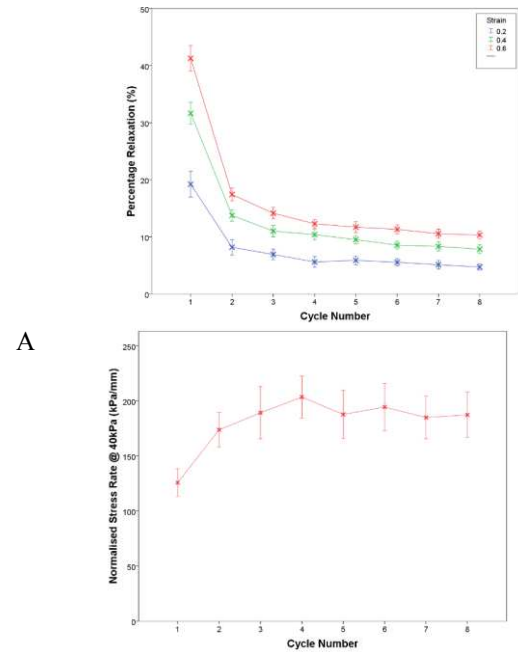 50
40
30
20
10
0
Percentage Relaxation (%)
Strain
0.2
0.4
0.6
1 2 3 4 5 6 7 8
Cycle Number
A
250
200
150
100
50
0
Normalised Stress Rate @ 40kPa (kPa/mm)
1 2 3 4 5 6 7 8
Cycle Number